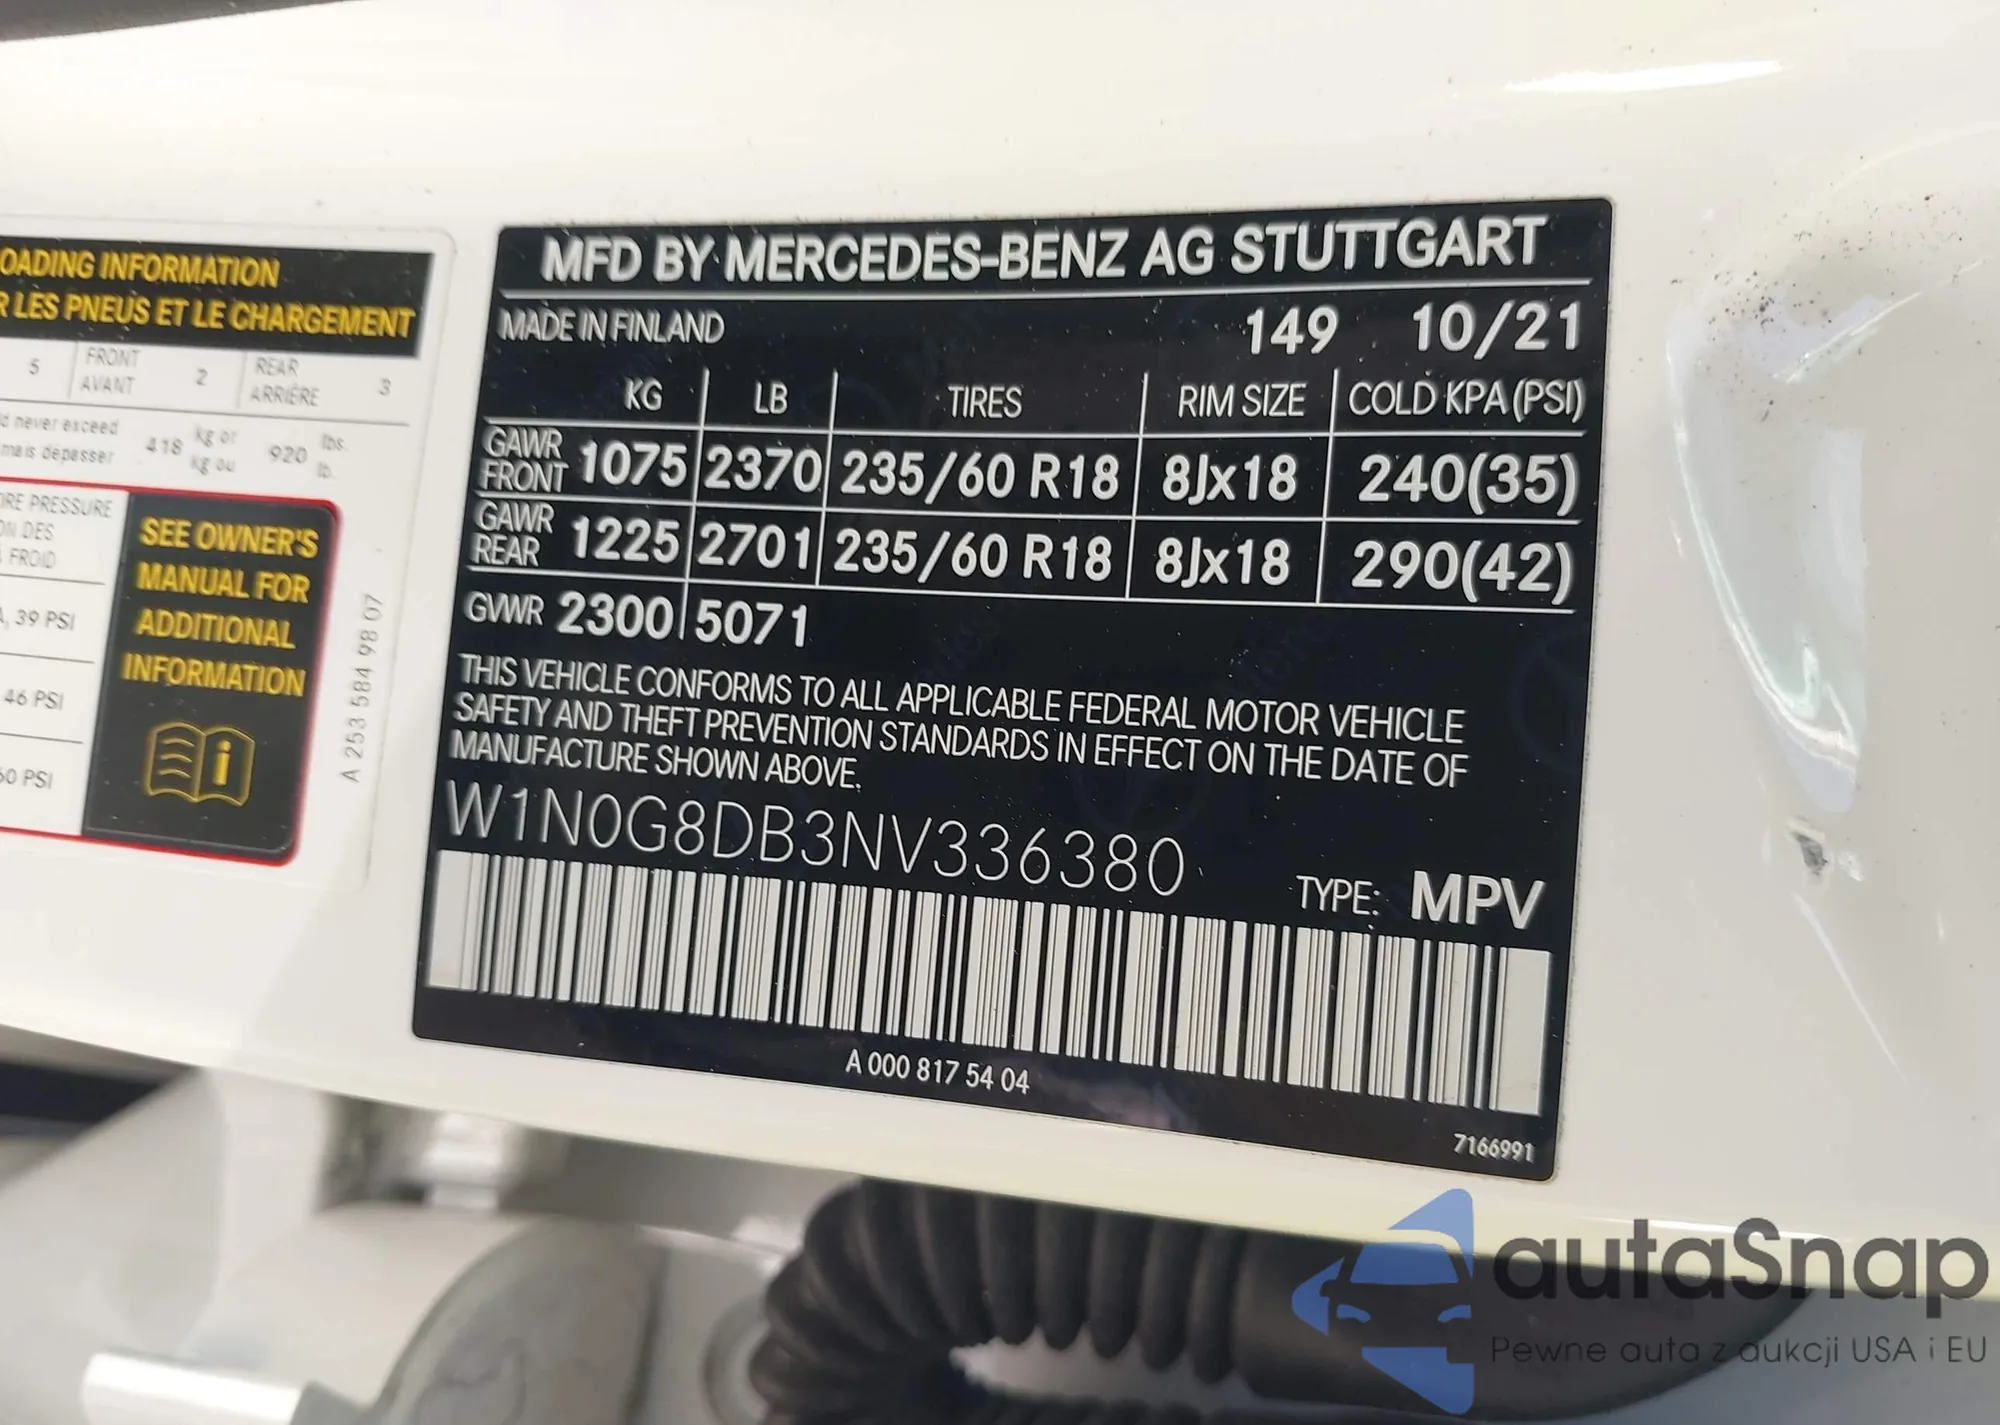 OADING INFORMATION
R LES PNEUS ET LE CHARGEMENT
5 FRONT AVANT 2 REAR ARRIÈRE 3
never exceed
mais dépasser 418 kg or kg ou 920 lbs. lb.
PRESSURE
DES
FROID
39 PSI
46 PSI
60 PSI
SEE OWNER'S
MANUAL FOR
ADDITIONAL
INFORMATION
A 253 584 98 07
MFD BY MERCEDES-BENZ AG STUTTGART
MADE IN FINLAND 149 10/21
KG LB TIRES RIM SIZE COLD KPA (PSI)
GAWR FRONT 1075 2370 235/60 R18 8Jx18 240(35)
GAWR REAR 1225 2701 235/60 R18 8Jx18 290(42)
GVWR 2300 5071
THIS VEHICLE CONFORMS TO ALL APPLICABLE FEDERAL MOTOR VEHICLE
SAFETY AND THEFT PREVENTION STANDARDS IN EFFECT ON THE DATE OF
MANUFACTURE SHOWN ABOVE.
W1N0G8DB3NV336380
TYPE: MPV
A 000 817 54 04
7166991
autaSnap
Pewne auta z aukcji USA i EU